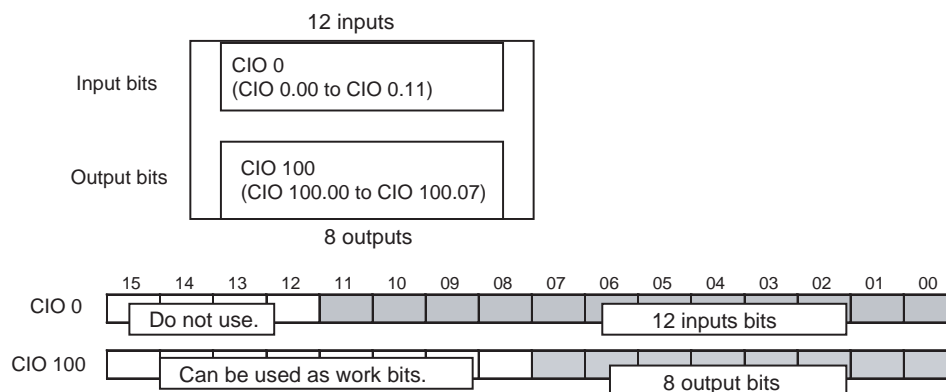 12 inputs
Input bits
CIO 0
(CIO 0.00 to CIO 0.11)
Output bits
CIO 100
(CIO 100.00 to CIO 100.07)
8 outputs
15 14 13 12 11 10 09 08 07 06 05 04 03 02 01 00
CIO 0
Do not use.
12 inputs bits
CIO 100
Can be used as work bits.
8 output bits